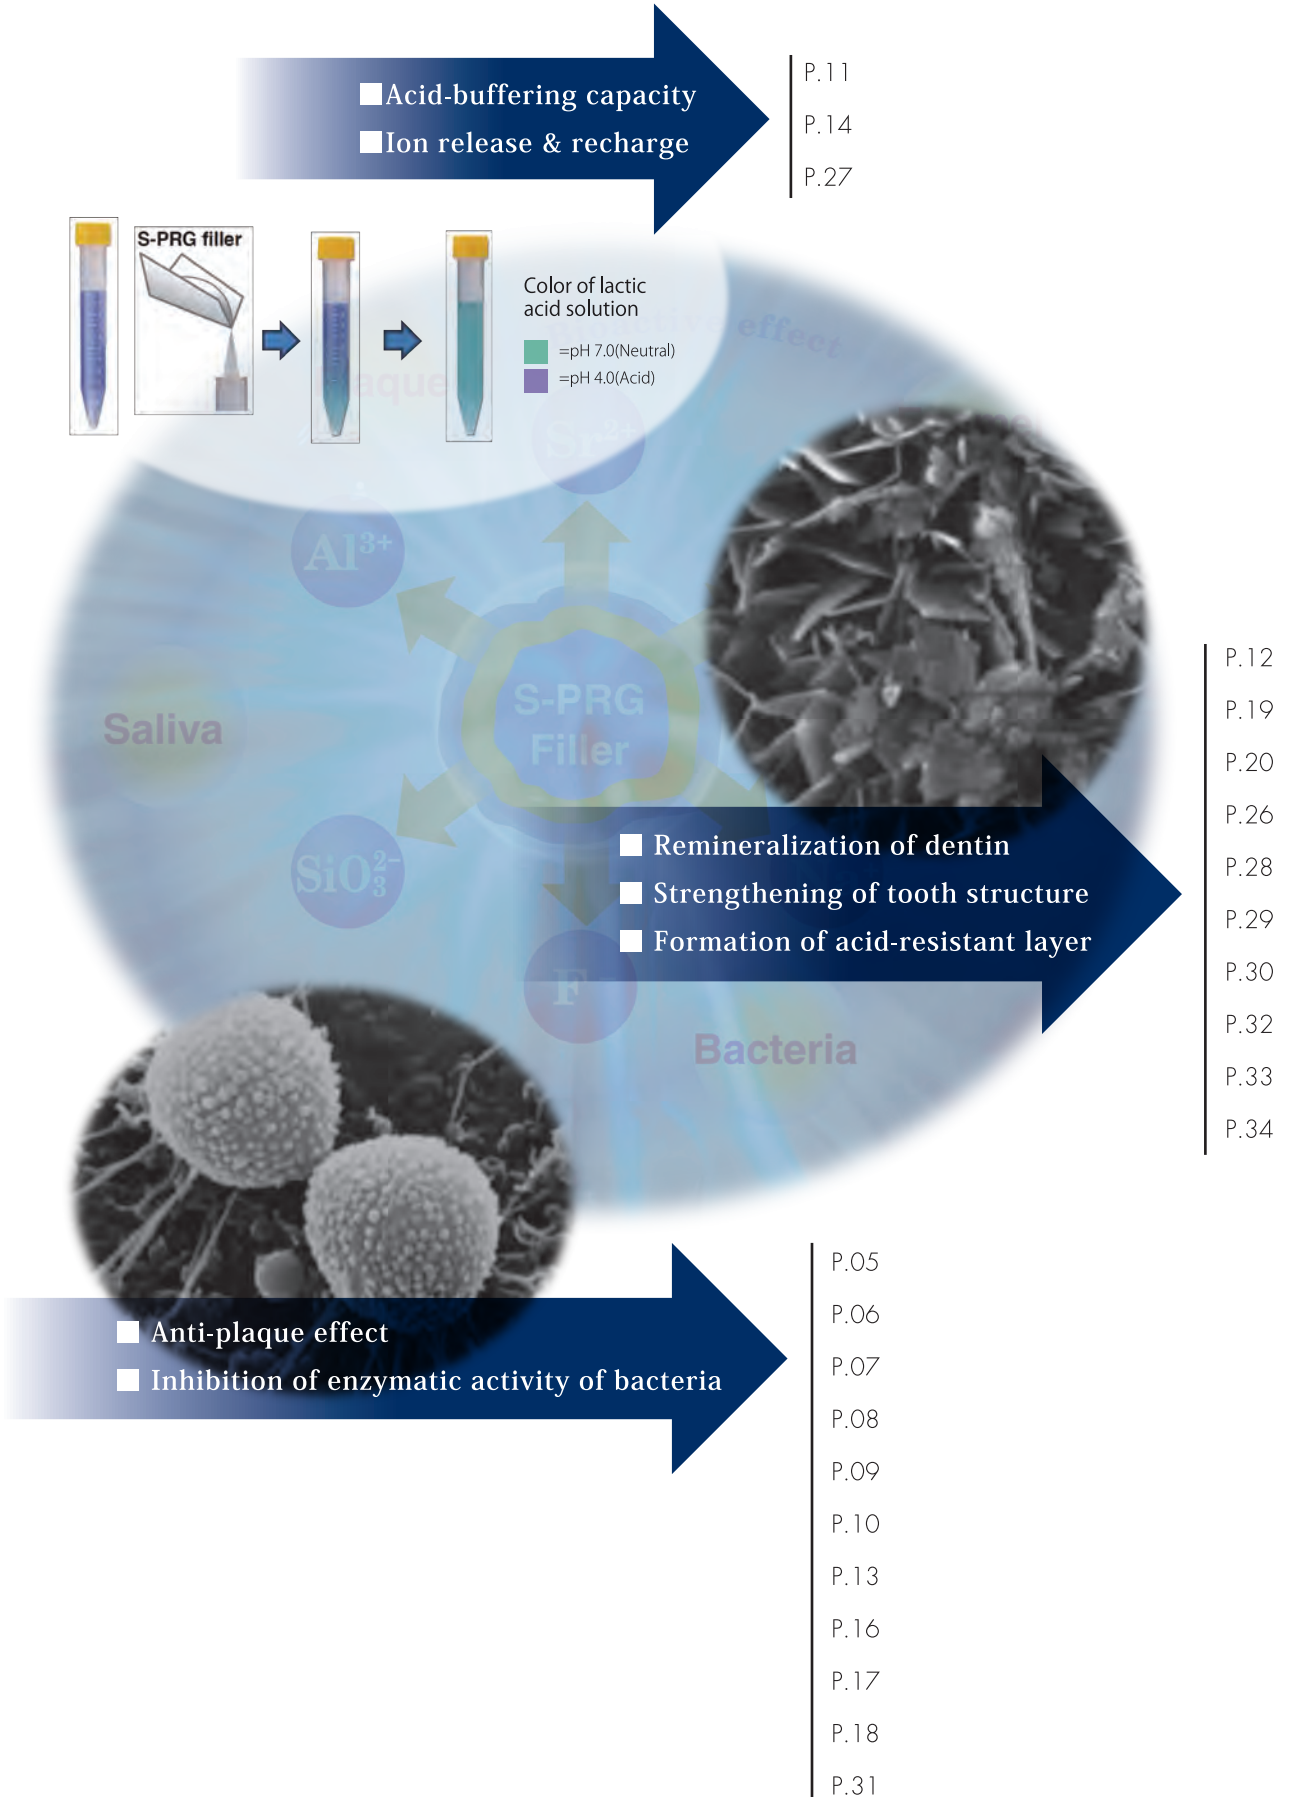 ■Acid-buffering capacity
■Ion release & recharge
P.11
P.14
P.27
S-PRG filler
Color of lactic
acid solution
=pH 7.0(Neutral)
=pH 4.0(Acid)
Bioactive effect
Plaque
Sr²⁺
Al³⁺
S-PRG
Filler
Saliva
SiO₃²⁻
F⁻
Bacteria
■ Remineralization of dentin
■ Strengthening of tooth structure
■ Formation of acid-resistant layer
P.12
P.19
P.20
P.26
P.28
P.29
P.30
P.32
P.33
P.34
■ Anti-plaque effect
■ Inhibition of enzymatic activity of bacteria
P.05
P.06
P.07
P.08
P.09
P.10
P.13
P.16
P.17
P.18
P.31